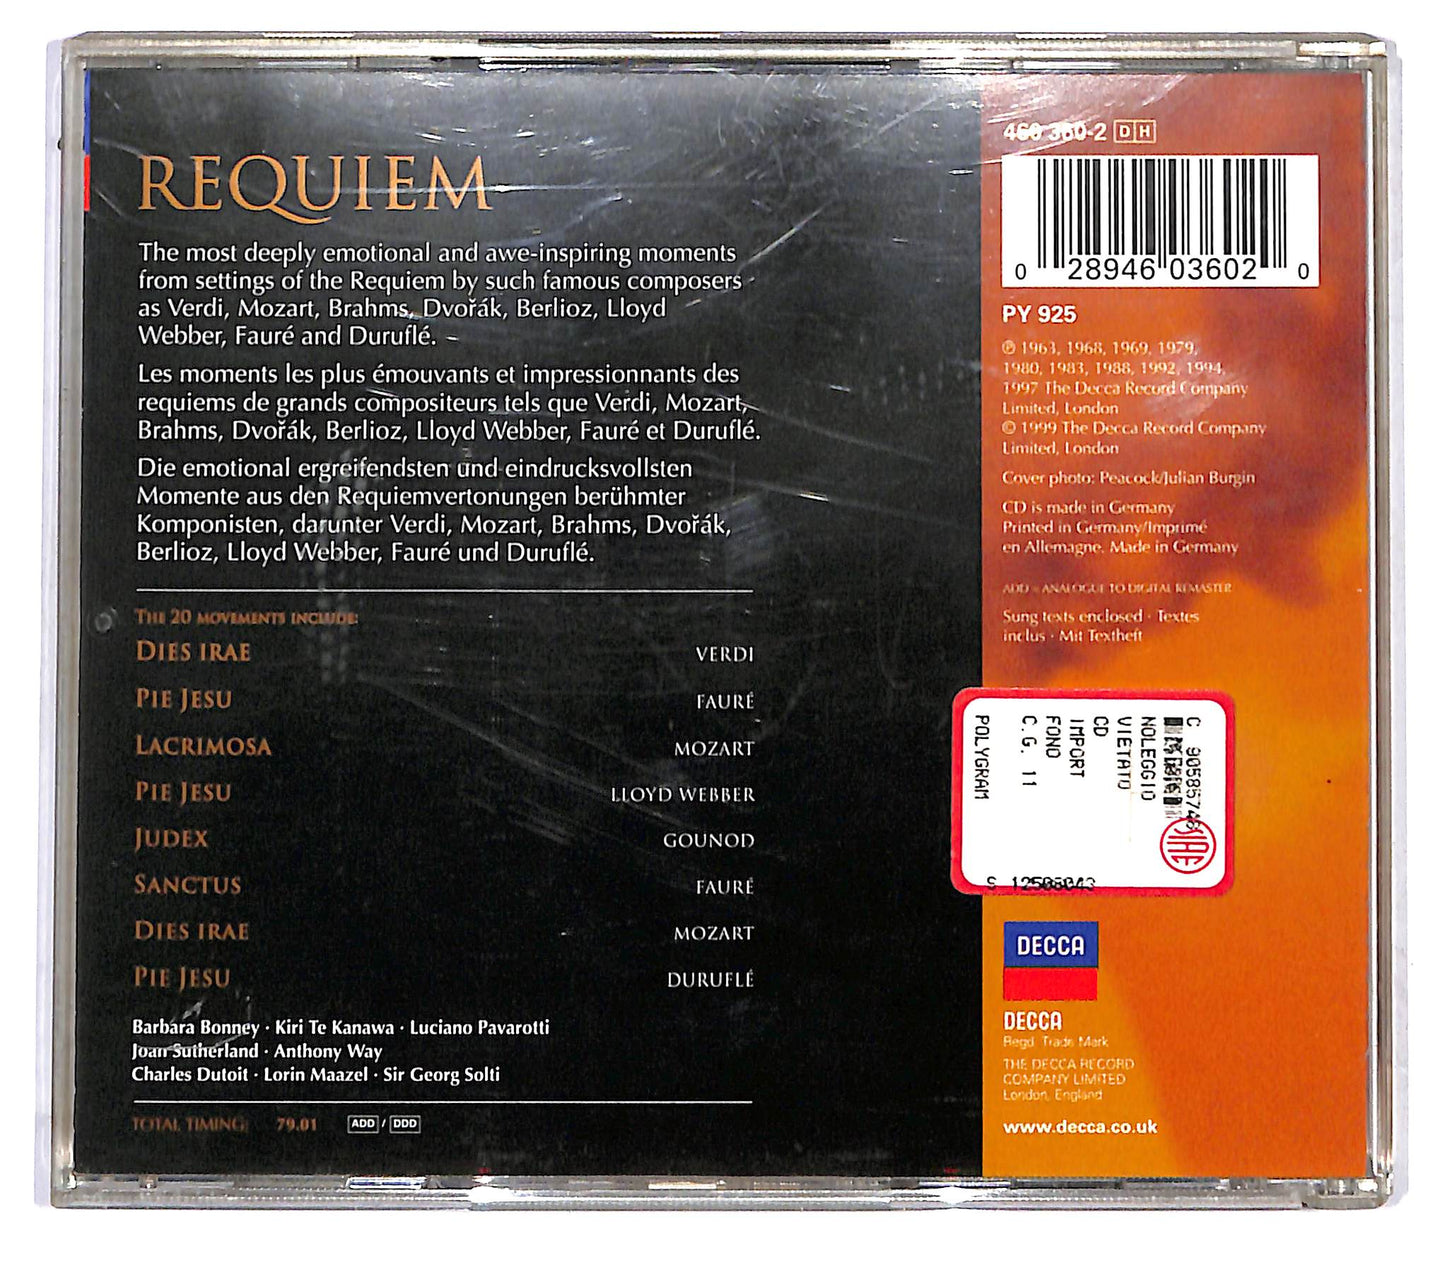 REQUIEM
The most deeply emotional and awe-inspiring moments
from settings of the Requiem by such famous composers
as Verdi, Mozart, Brahms, Dvořák, Berlioz, Lloyd
Webber, Fauré and Duruflé.
Les moments les plus émouvants et impressionnants des
requiems de grands compositeurs tels que Verdi, Mozart,
Brahms, Dvořák, Berlioz, Lloyd Webber, Fauré et Duruflé.
Die emotional ergreifendsten und eindrucksvollsten
Momente aus den Requiemvertonungen berühmter
Komponisten, darunter Verdi, Mozart, Brahms, Dvořák,
Berlioz, Lloyd Webber, Fauré und Duruflé.
THE 20 MOVEMENTS INCLUDE:
DIES IRAE VERDI
PIE JESU FAURÉ
LACRIMOSA MOZART
PIE JESU LLOYD WEBBER
JUDEX GOUNOD
SANCTUS FAURÉ
DIES IRAE MOZART
PIE JESU DURUFLÉ
Barbara Bonney · Kiri Te Kanawa · Luciano Pavarotti
Joan Sutherland · Anthony Way
Charles Dutoit · Lorin Maazel · Sir Georg Solti
TOTAL TIMING: 79.01 ADD / DDD
460 360-2 DH
0 28946 03602 0
PY 925
℗ 1963, 1968, 1969, 1979,
1980, 1983, 1988, 1992, 1994,
1997 The Decca Record Company
Limited, London
© 1999 The Decca Record Company
Limited, London
Cover photo: Peacock/Julian Burgin
CD is made in Germany
Printed in Germany/Imprimé
en Allemagne. Made in Germany
ADD = ANALOGUE TO DIGITAL REMASTER
Sung texts enclosed · Textes
inclus · Mit Textheft
C 90585746
NOLEGGIO
VIETATO
CD
IMPORT
FONO
C.G. 11
POLYGRAM
SIAE
S 12508043
DECCA
DECCA
Regd. Trade Mark
THE DECCA RECORD
COMPANY LIMITED
London, England
www.decca.co.uk